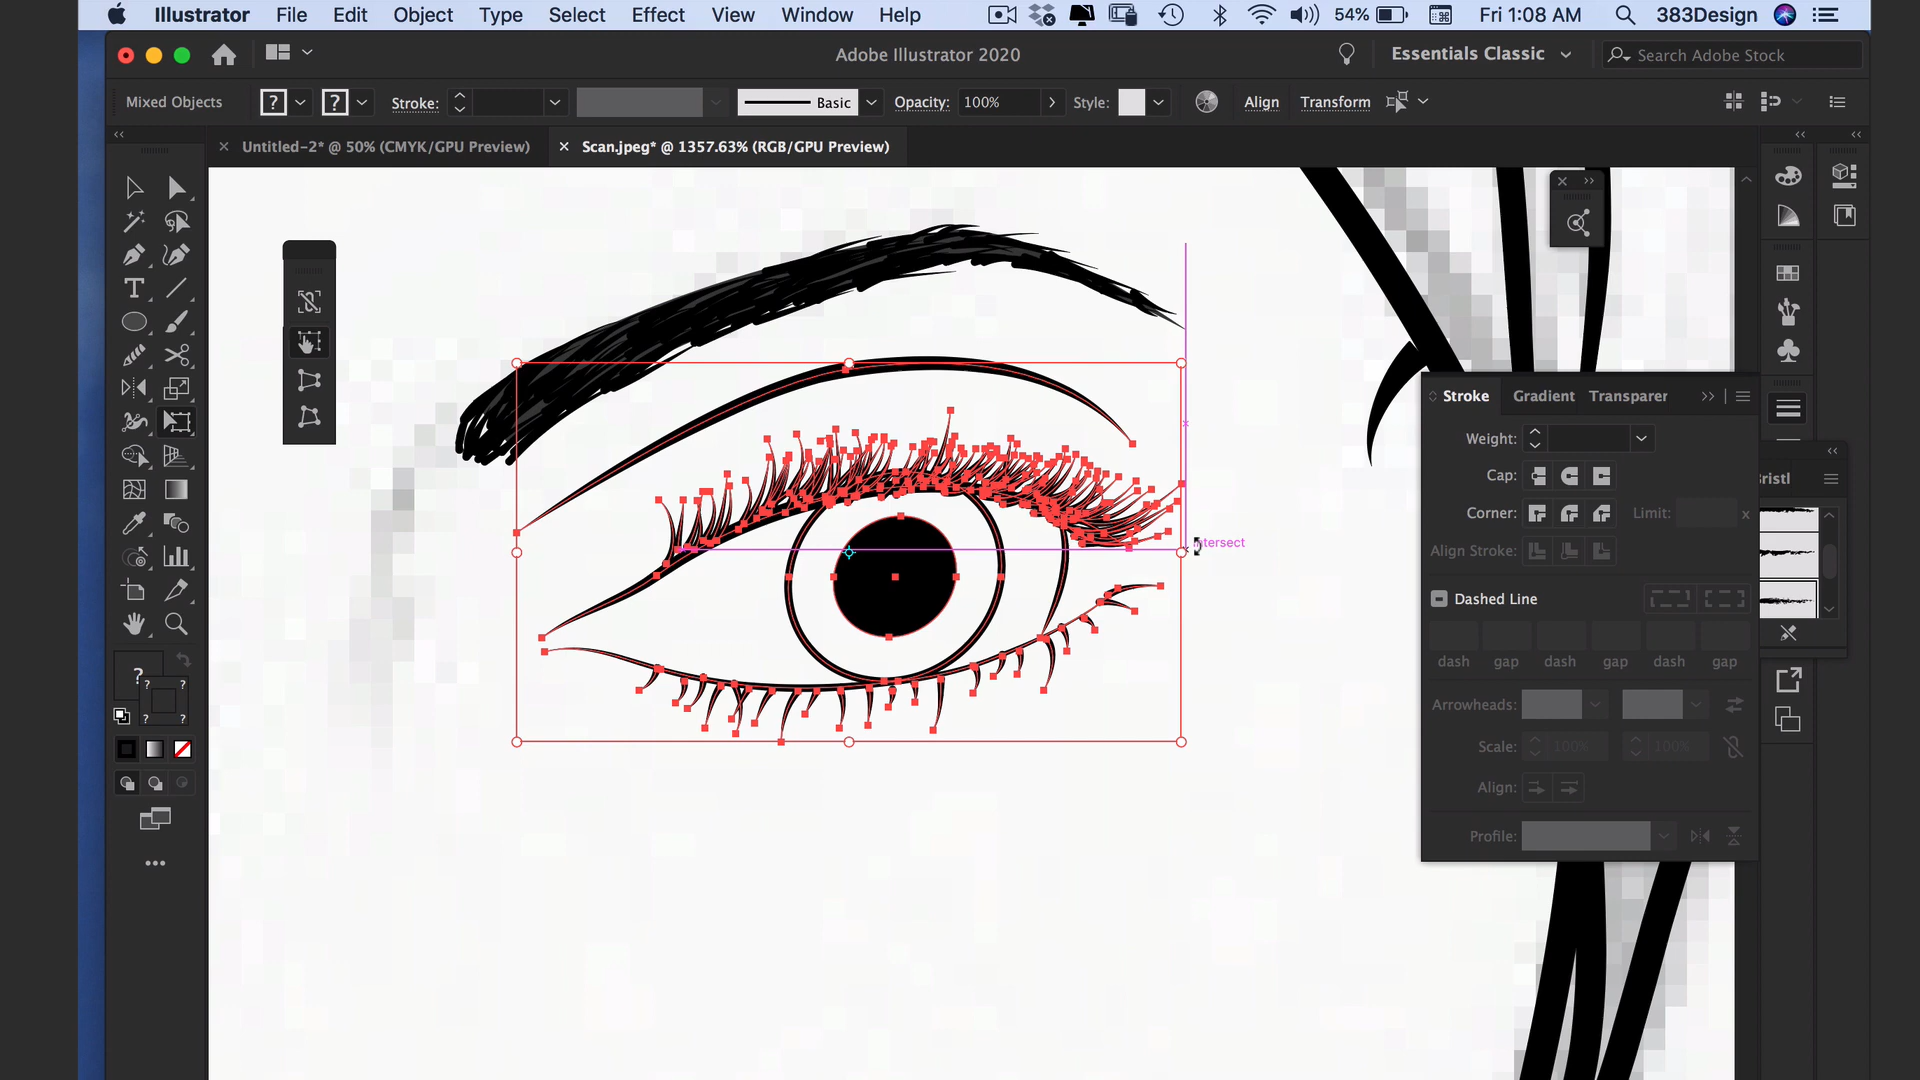 Illustrator File Edit Object Type Select Effect View Window Help 54% Fri 1:08 AM 383Design
Adobe Illustrator 2020 Essentials Classic Search Adobe Stock
Mixed Objects ? ? Stroke: Basic Opacity: 100% Style: Align Transform
Untitled-2* @ 50% (CMYK/GPU Preview) Scan.jpeg* @ 1357.63% (RGB/GPU Preview)
Stroke Gradient Transparer
Weight:
Cap:
Bristl
Corner: Limit: x
ntersect
Align Stroke:
Dashed Line
dash gap dash gap dash gap
Arrowheads:
Scale: 100% 100%
Align:
Profile:
?
? ?
? ?